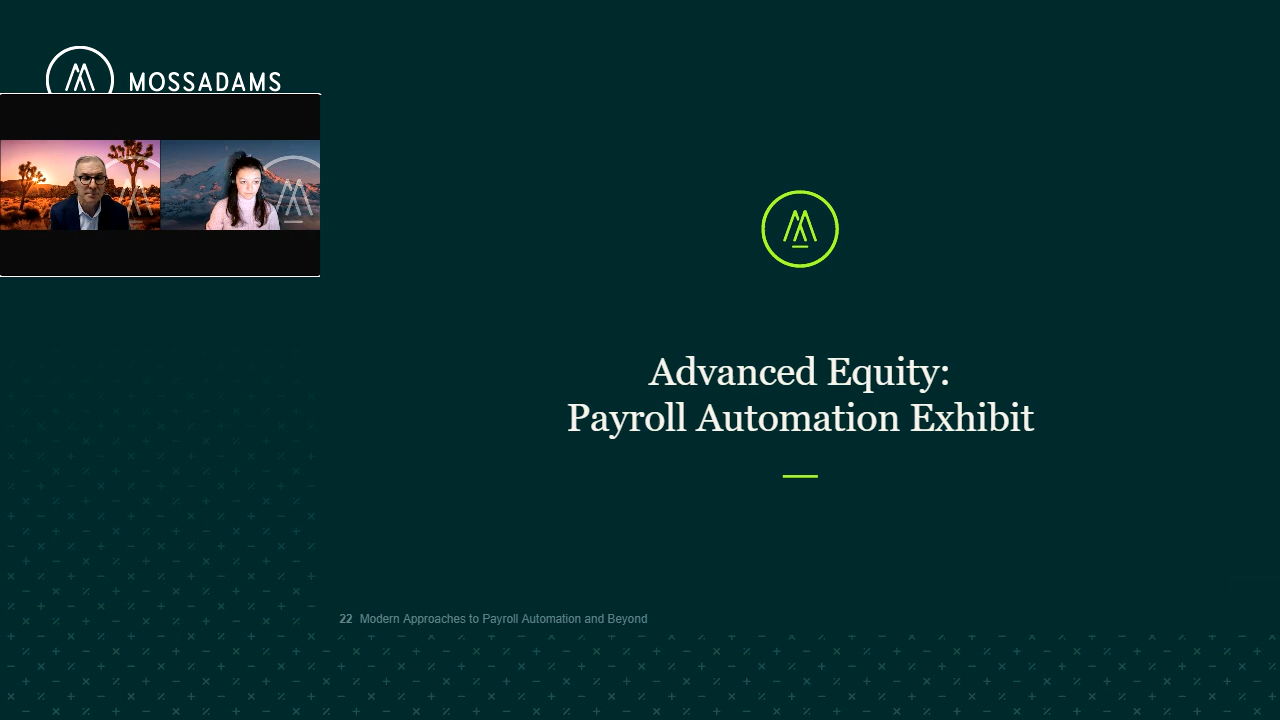 MOSSADAMS
Advanced Equity:
Payroll Automation Exhibit
22 Modern Approaches to Payroll Automation and Beyond